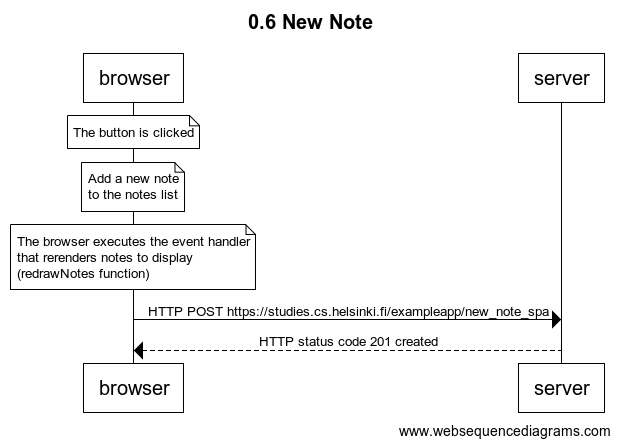 0.6 New Note
browser
server
The button is clicked
Add a new note
to the notes list
The browser executes the event handler
that rerenders notes to display
(redrawNotes function)
HTTP POST https://studies.cs.helsinki.fi/exampleapp/new_note_spa
HTTP status code 201 created
browser
server
www.websequencediagrams.com